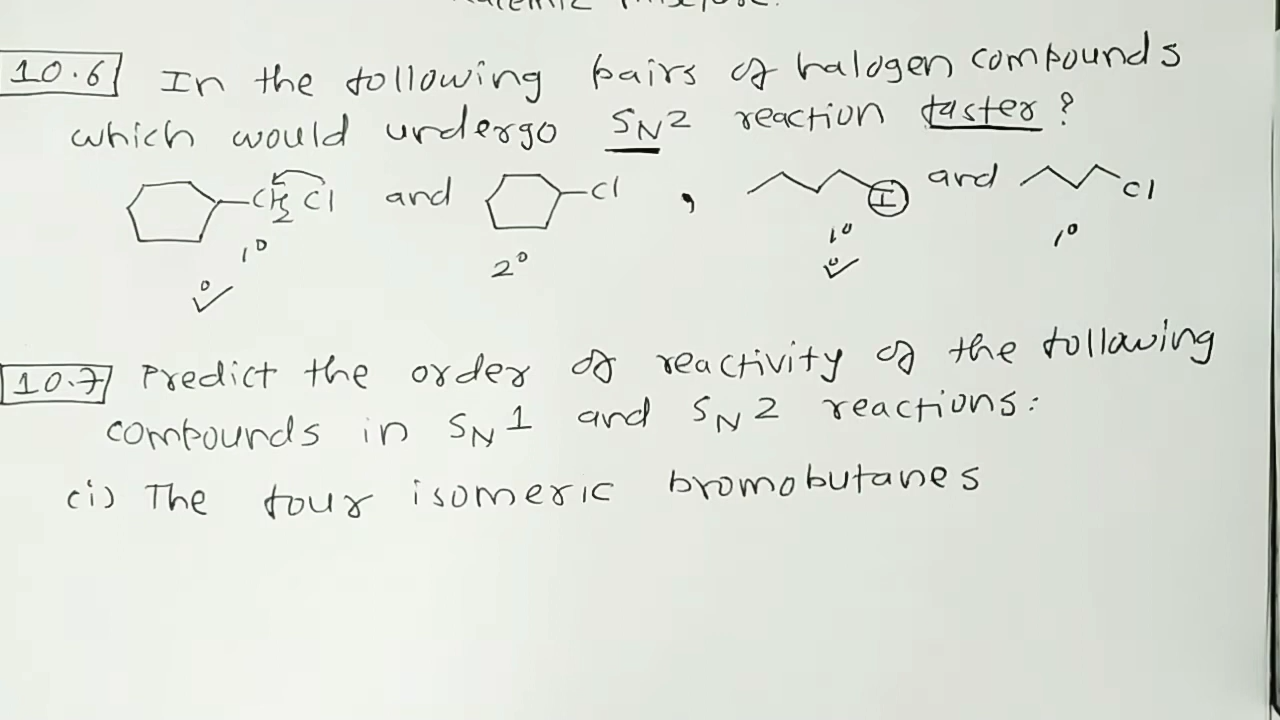 10.6 In the following pairs of halogen compounds
which would undergo SN2 reaction faster?
CH2Cl and Cl , I and Cl
1° 2° 1° 1°
10.7 Predict the order of reactivity of the following
compounds in SN1 and SN2 reactions:
(i) The four isomeric bromobutanes